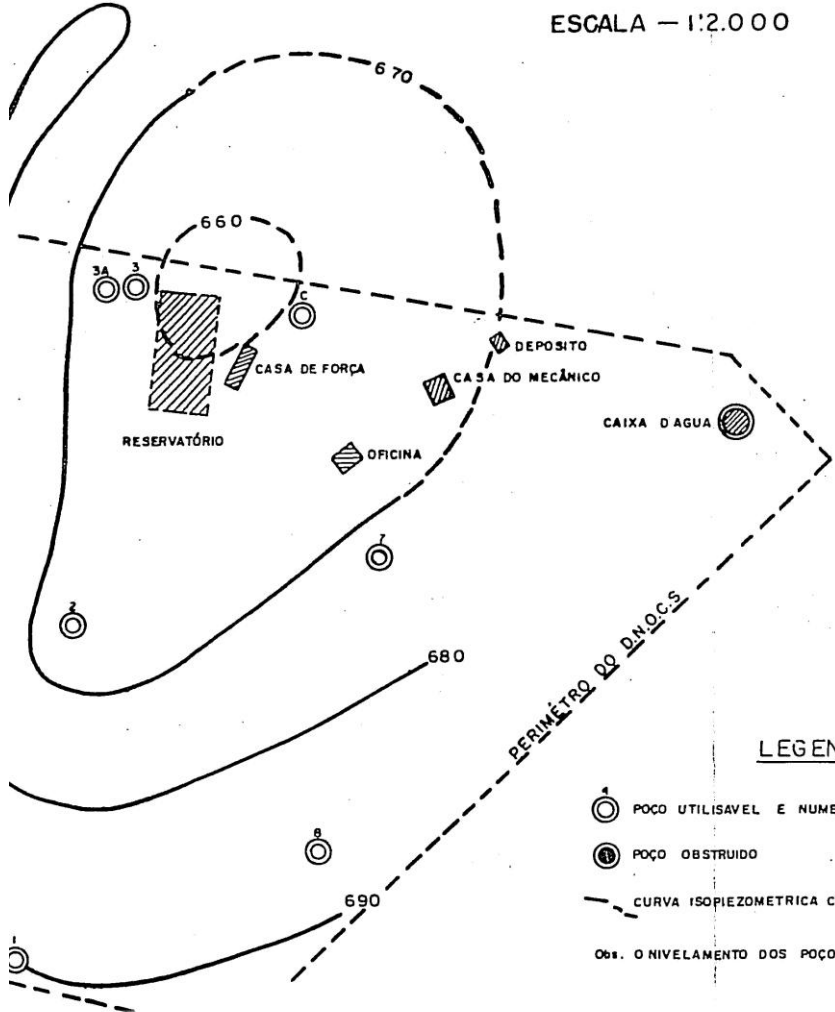 ESCALA — 1:2.000
670
660
3A
3
C
DEPOSITO
CASA DE FORÇA
CASA DO MECÂNICO
CAIXA D'AGUA
RESERVATÓRIO
OFICINA
7
2
680
PERIMÉTRO DO D.N.O.C.S
LEGEN
4
POÇO UTILISAVEL E NUME
8
POÇO OBSTRUIDO
690
CURVA ISOPIEZOMETRICA C
1
Obs. O NIVELAMENTO DOS POÇO